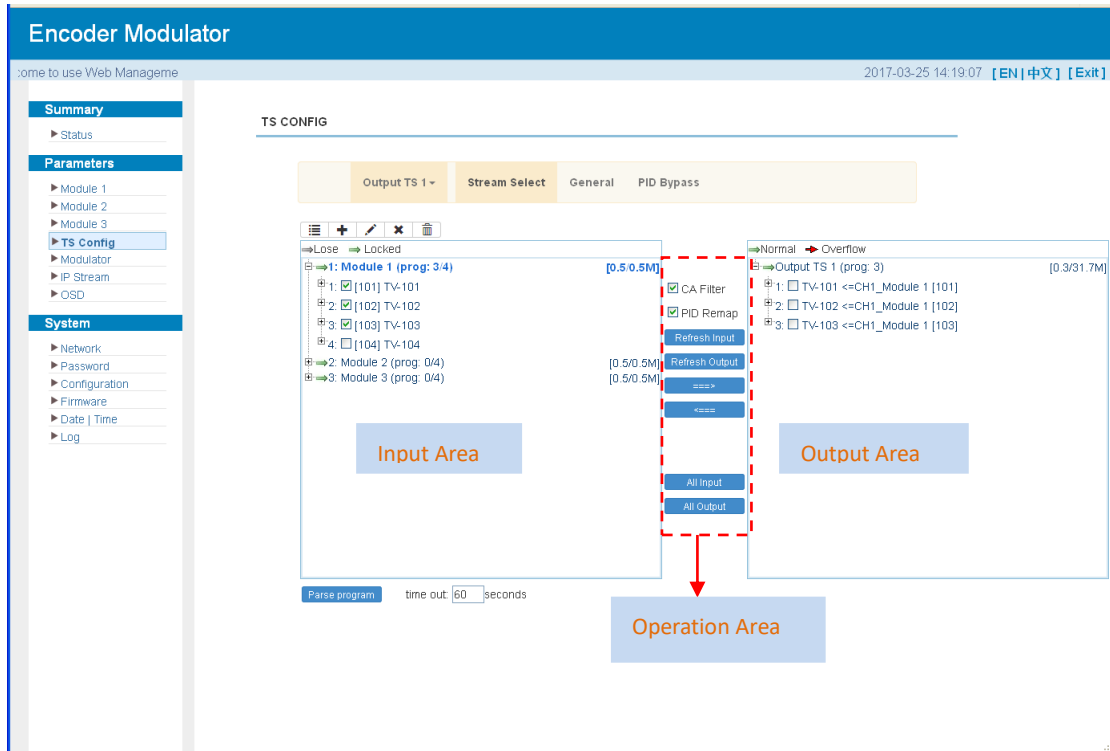 Encoder Modulator
:ome to use Web Manageme
2017-03-25 14:19:07 [ EN | 中文 ] [ Exit ]
Summary
Status
Parameters
Module 1
Module 2
Module 3
TS Config
Modulator
IP Stream
OSD
System
Network
Password
Configuration
Firmware
Date | Time
Log
TS CONFIG
Output TS 1 Stream Select General PID Bypass
Lose Locked
1: Module 1 (prog: 3/4) [0.5/0.5M]
1: [101] TV-101
2: [102] TV-102
3: [103] TV-103
4: [104] TV-104
2: Module 2 (prog: 0/4) [0.5/0.5M]
3: Module 3 (prog: 0/4) [0.5/0.5M]
Input Area
CA Filter
PID Remap
Refresh Input
Refresh Output
===>
<===
All Input
All Output
Normal Overflow
Output TS 1 (prog: 3) [0.3/31.7M]
1: TV-101 <=CH1_Module 1 [101]
2: TV-102 <=CH1_Module 1 [102]
3: TV-103 <=CH1_Module 1 [103]
Output Area
Parse program time out: 60 seconds
Operation Area